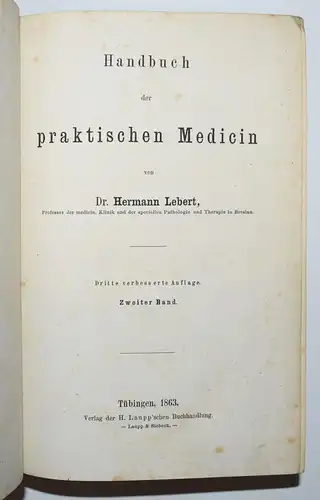 Handbuch
der
praktischen Medicin
von
Dr. Hermann Lebert,
Professor der medicin. Klinik und der speciellen Pathologie und Therapie in Breslau.
Dritte verbesserte Auflage.
Zweiter Band.
Tübingen, 1863.
Verlag der H. Laupp'schen Buchhandlung.
— Laupp & Siebeck. —